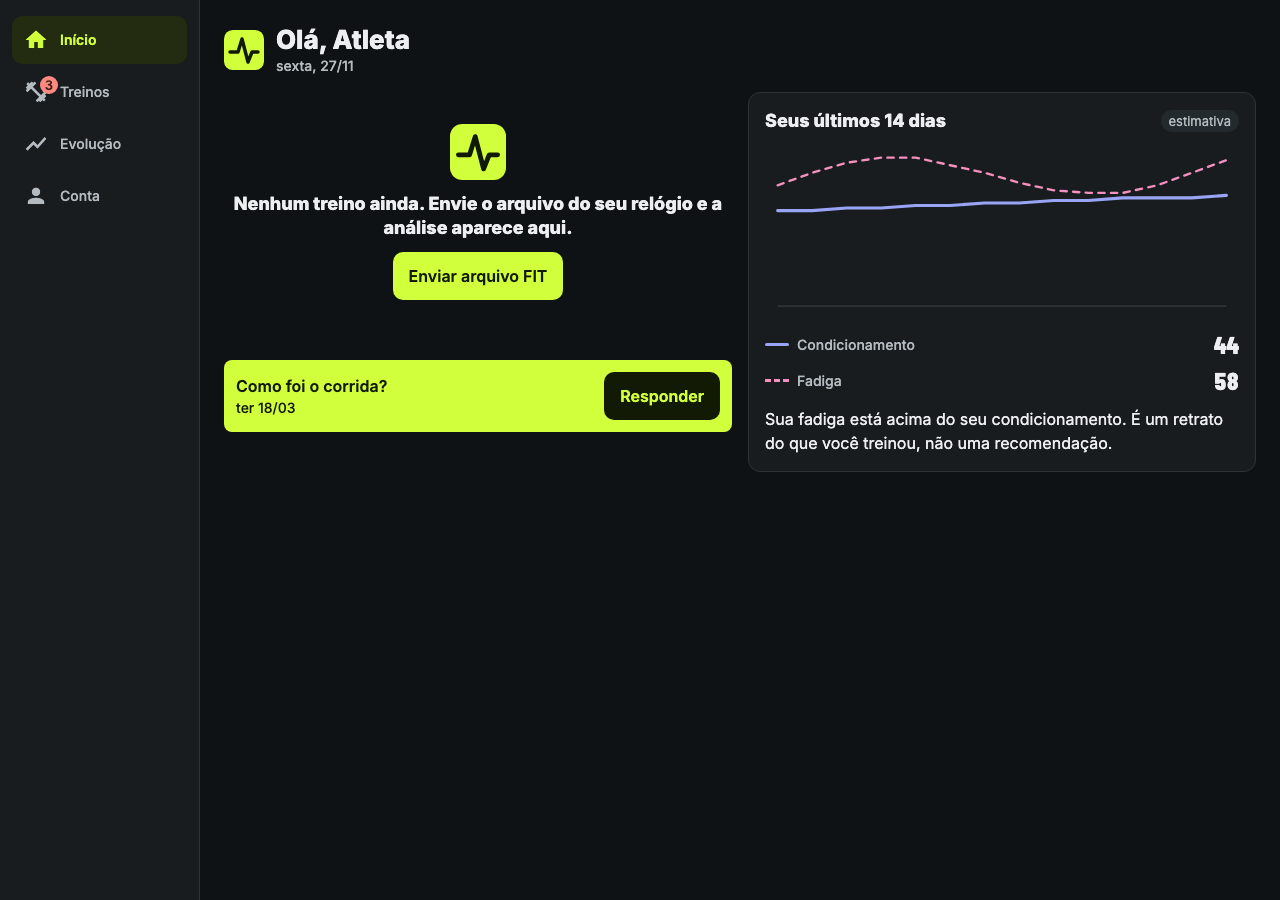 Início
3
Treinos
Evolução
Conta
Olá, Atleta
sexta, 27/11
Nenhum treino ainda. Envie o arquivo do seu relógio e a
análise aparece aqui.
Enviar arquivo FIT
Como foi o corrida?
ter 18/03
Responder
Seus últimos 14 dias
estimativa
Condicionamento
44
Fadiga
58
Sua fadiga está acima do seu condicionamento. É um retrato
do que você treinou, não uma recomendação.